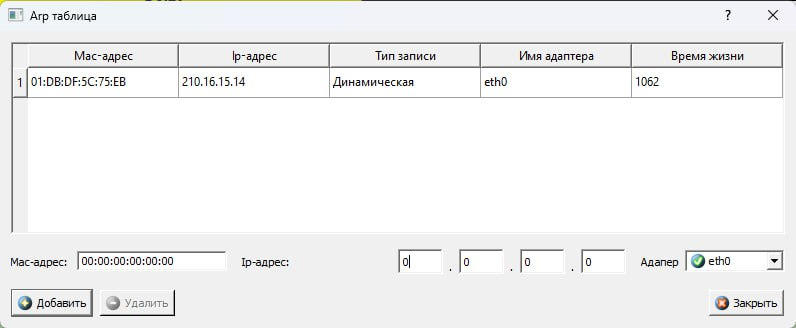 Arp таблица
Mac-адрес Ip-адрес Тип записи Имя адаптера Время жизни
1 01:DB:DF:5C:75:EB 210.16.15.14 Динамическая eth0 1062
Mac-адрес: 00:00:00:00:00:00 Ip-адрес: 0 . 0 . 0 . 0 Адапер eth0
Добавить Удалить Закрыть